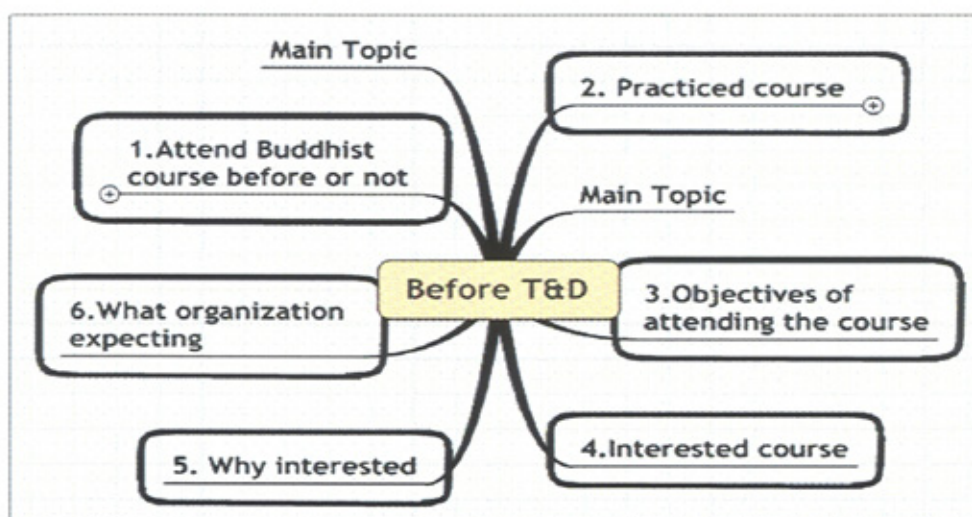 Main Topic
2. Practiced course
1.Attend Buddhist
course before or not
Main Topic
Before T&D
6.What organization
expecting
3.Objectives of
attending the course
5. Why interested
4.Interested course